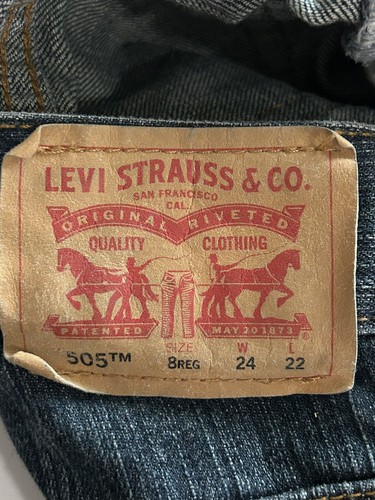 LEVI STRAUSS & CO.
SAN FRANCISCO
CAL.
ORIGINAL RIVETED
QUALITY CLOTHING
PATENTED MAY 20 1873 ®
SIZE W L
505™ 8REG 24 22